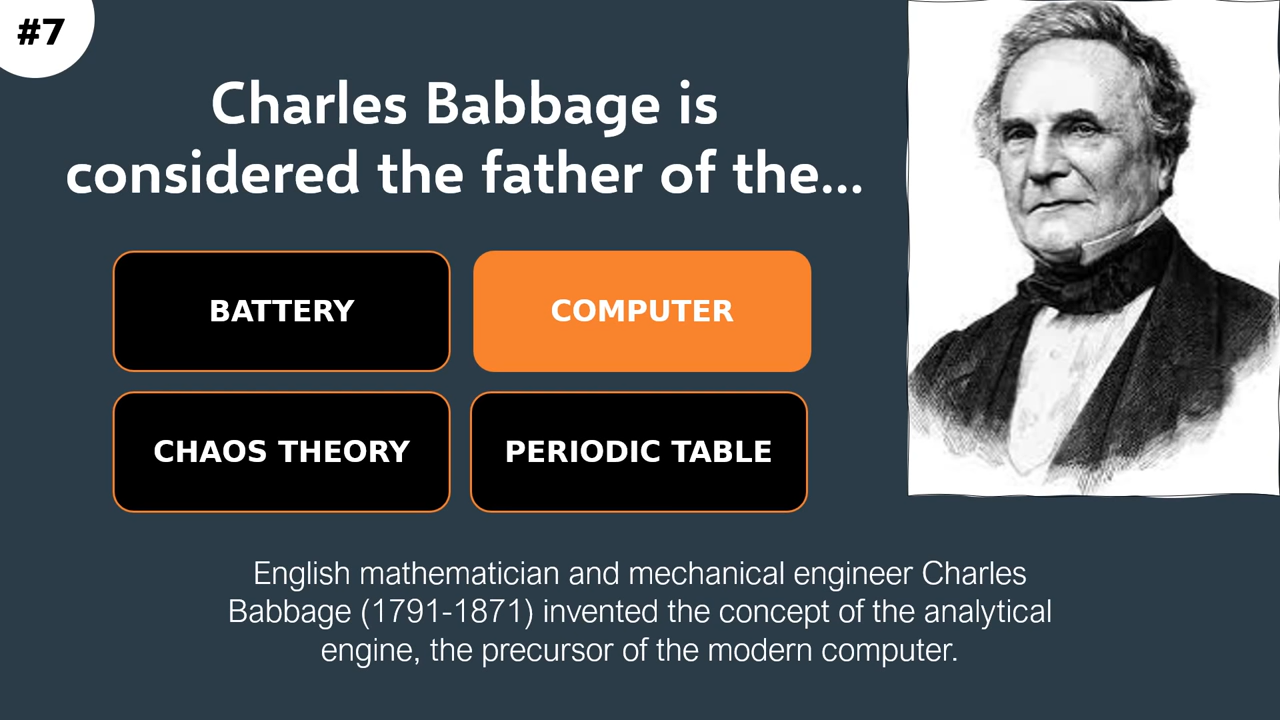 #7
Charles Babbage is
considered the father of the...
BATTERY
COMPUTER
CHAOS THEORY
PERIODIC TABLE
English mathematician and mechanical engineer Charles
Babbage (1791-1871) invented the concept of the analytical
engine, the precursor of the modern computer.